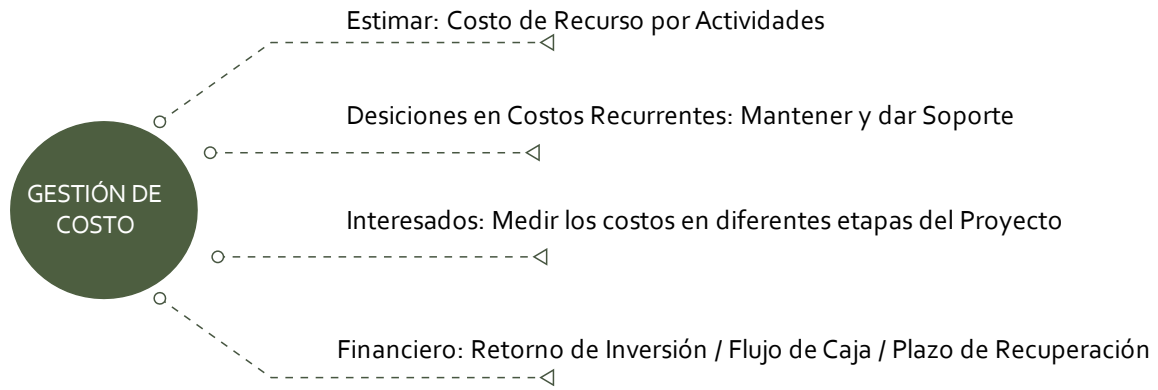 Estimar: Costo de Recurso por Actividades
Desiciones en Costos Recurrentes: Mantener y dar Soporte
GESTIÓN DE
COSTO
Interesados: Medir los costos en diferentes etapas del Proyecto
Financiero: Retorno de Inversión / Flujo de Caja / Plazo de Recuperación